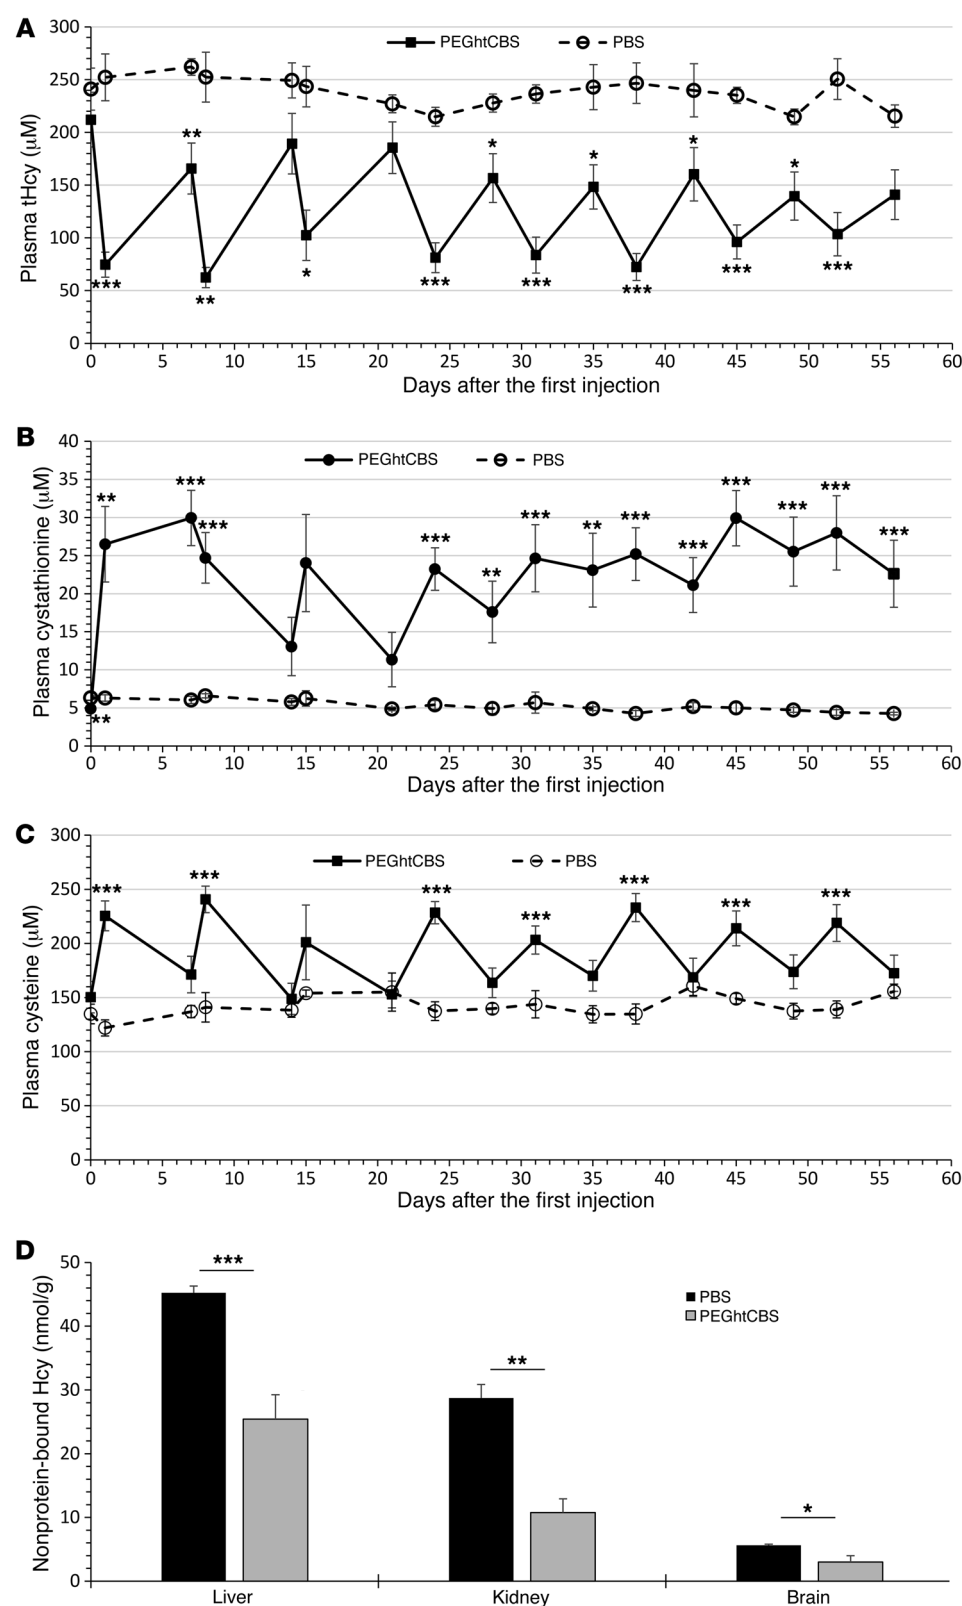 A
300
PEGhtCBS PBS
250
200
**
150
* * * *
100
50
*** ** * *** *** *** *** ***
0
0 5 10 15 20 25 30 35 40 45 50 55 60
Plasma tHcy (µM)
Days after the first injection
B
40
PEGhtCBS PBS
35
** *** *** *** ** *** ** *** *** *** *** *** ***
30
25
20
15
10
5
**
0
0 5 10 15 20 25 30 35 40 45 50 55 60
Plasma cystathionine (µM)
Days after the first injection
C
300
PEGhtCBS PBS
250
*** *** *** *** *** *** ***
200
150
100
50
0
0 5 10 15 20 25 30 35 40 45 50 55 60
Plasma cysteine (µM)
Days after the first injection
D
50
***
PBS
PEGhtCBS
40
30
**
20
10
*
0
Nonprotein-bound Hcy (nmol/g)
Liver Kidney Brain